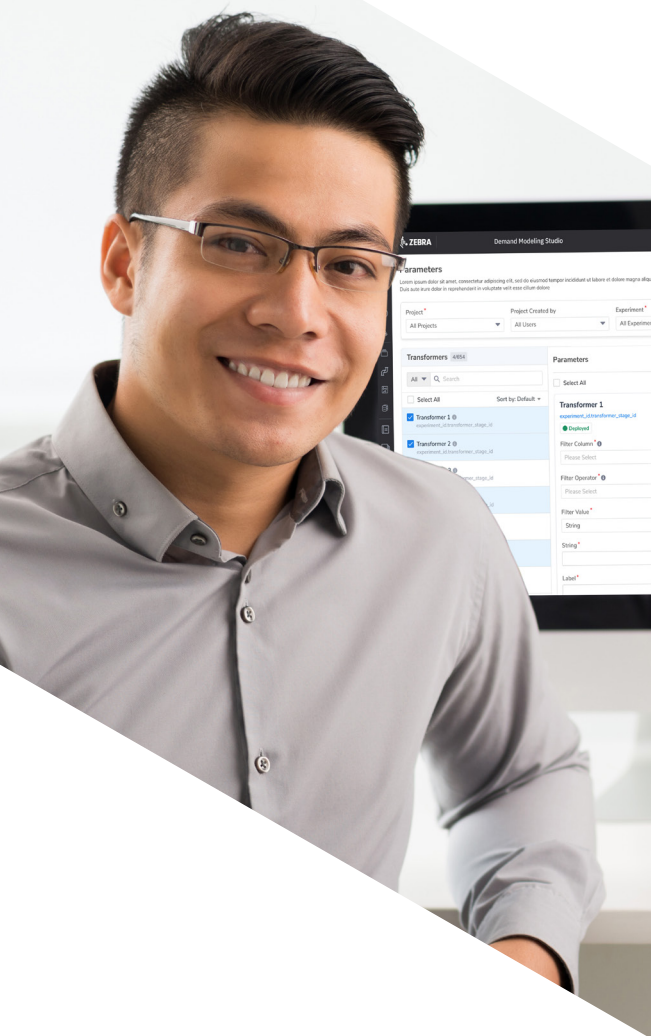 ZEBRA
Demand Modeling Studio
Parameters
Lorem ipsum dolor sit amet, consectetur adipiscing elit, sed do eiusmod tempor incididunt ut labore et dolore magna aliqu
Duis aute irure dolor in reprehenderit in voluptate velit esse cillum dolore
Project* Project Created by Experiment*
All Projects All Users All Experimen
Transformers 4/854
All Search
Select All Sort by: Default
Transformer 1
experiment_id.transformer_stage_id
Transformer 2
experiment_id.transformer_stage_id
Parameters
Select All
Transformer 1
experiment_id.transformer_stage_id
Deployed
Filter Column*
Please Select
Filter Operator*
Please Select
Filter Value*
String
String*
Label*